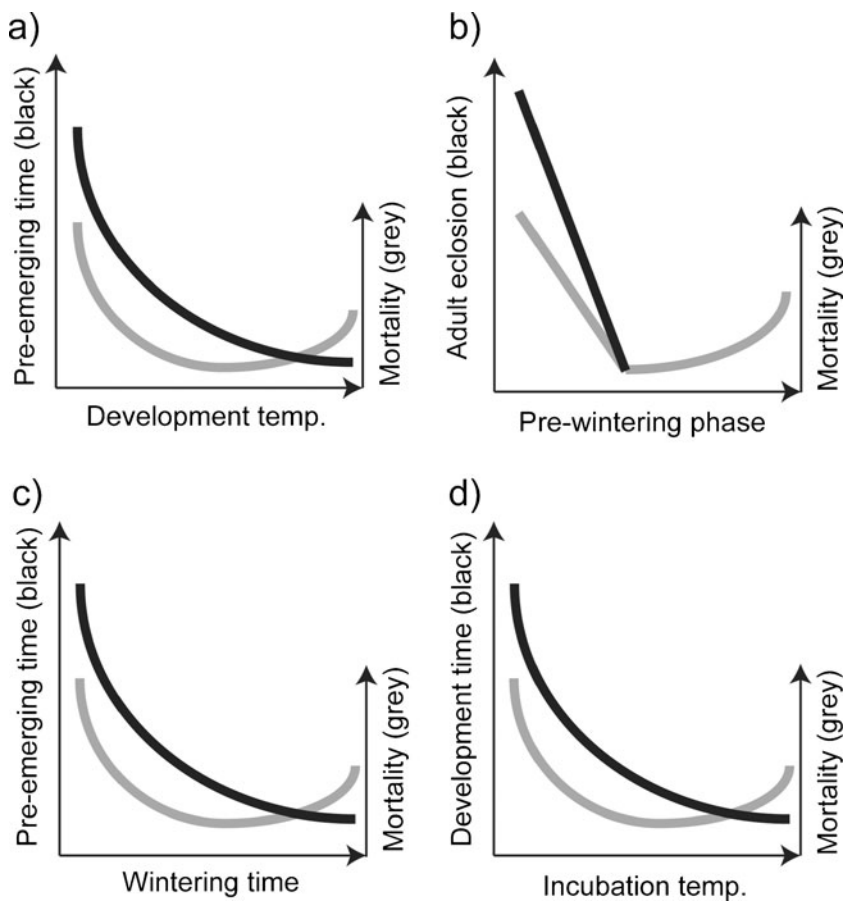 a)
Pre-emerging time (black)
Mortality (grey)
Development temp.
b)
Adult eclosion (black)
Mortality (grey)
Pre-wintering phase
c)
Pre-emerging time (black)
Mortality (grey)
Wintering time
d)
Development time (black)
Mortality (grey)
Incubation temp.